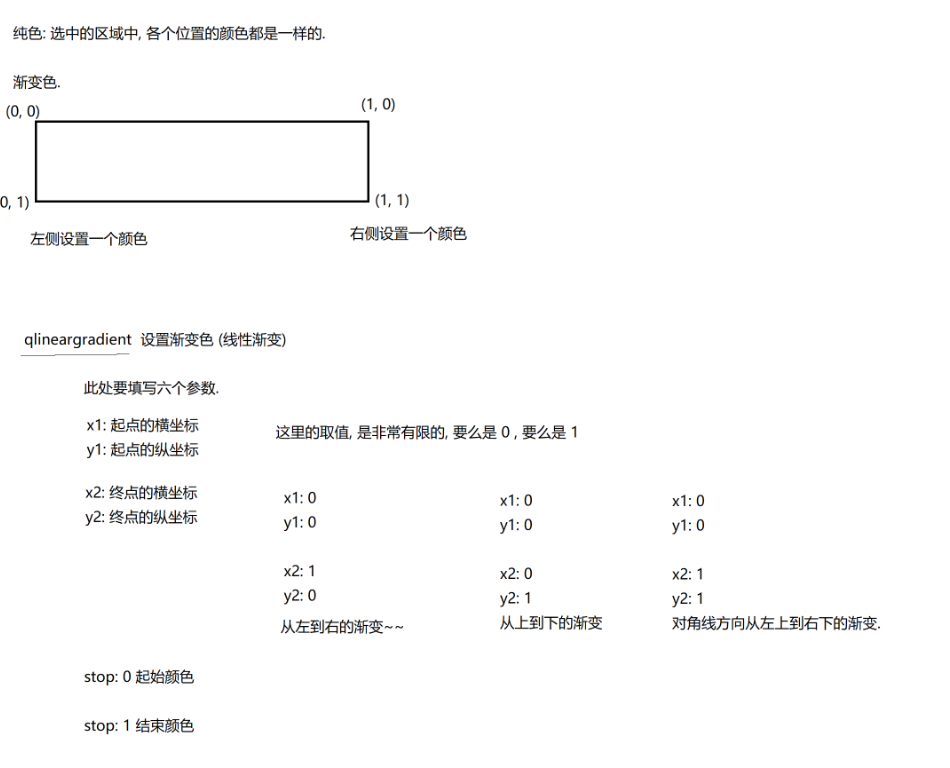 纯色: 选中的区域中, 各个位置的颜色都是一样的.
渐变色.
(0, 0)
(1, 0)
0, 1)
(1, 1)
左侧设置一个颜色
右侧设置一个颜色
qlineargradient 设置渐变色 (线性渐变)
此处要填写六个参数.
x1: 起点的横坐标
y1: 起点的纵坐标
这里的取值, 是非常有限的, 要么是 0 , 要么是 1
x2: 终点的横坐标
y2: 终点的纵坐标
x1: 0
y1: 0
x2: 1
y2: 0
从左到右的渐变~~
x1: 0
y1: 0
x2: 0
y2: 1
从上到下的渐变
x1: 0
y1: 0
x2: 1
y2: 1
对角线方向从左上到右下的渐变.
stop: 0 起始颜色
stop: 1 结束颜色